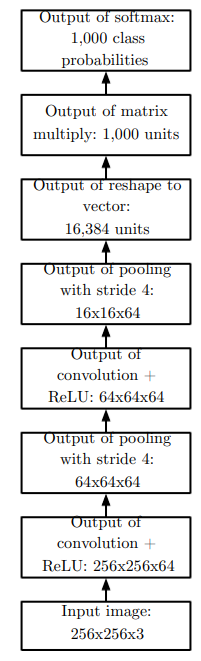 Output of softmax:
1,000 class
probabilities
Output of matrix
multiply: 1,000 units
Output of reshape to
vector:
16,384 units
Output of pooling
with stride 4:
16x16x64
Output of
convolution +
ReLU: 64x64x64
Output of pooling
with stride 4:
64x64x64
Output of
convolution +
ReLU: 256x256x64
Input image:
256x256x3